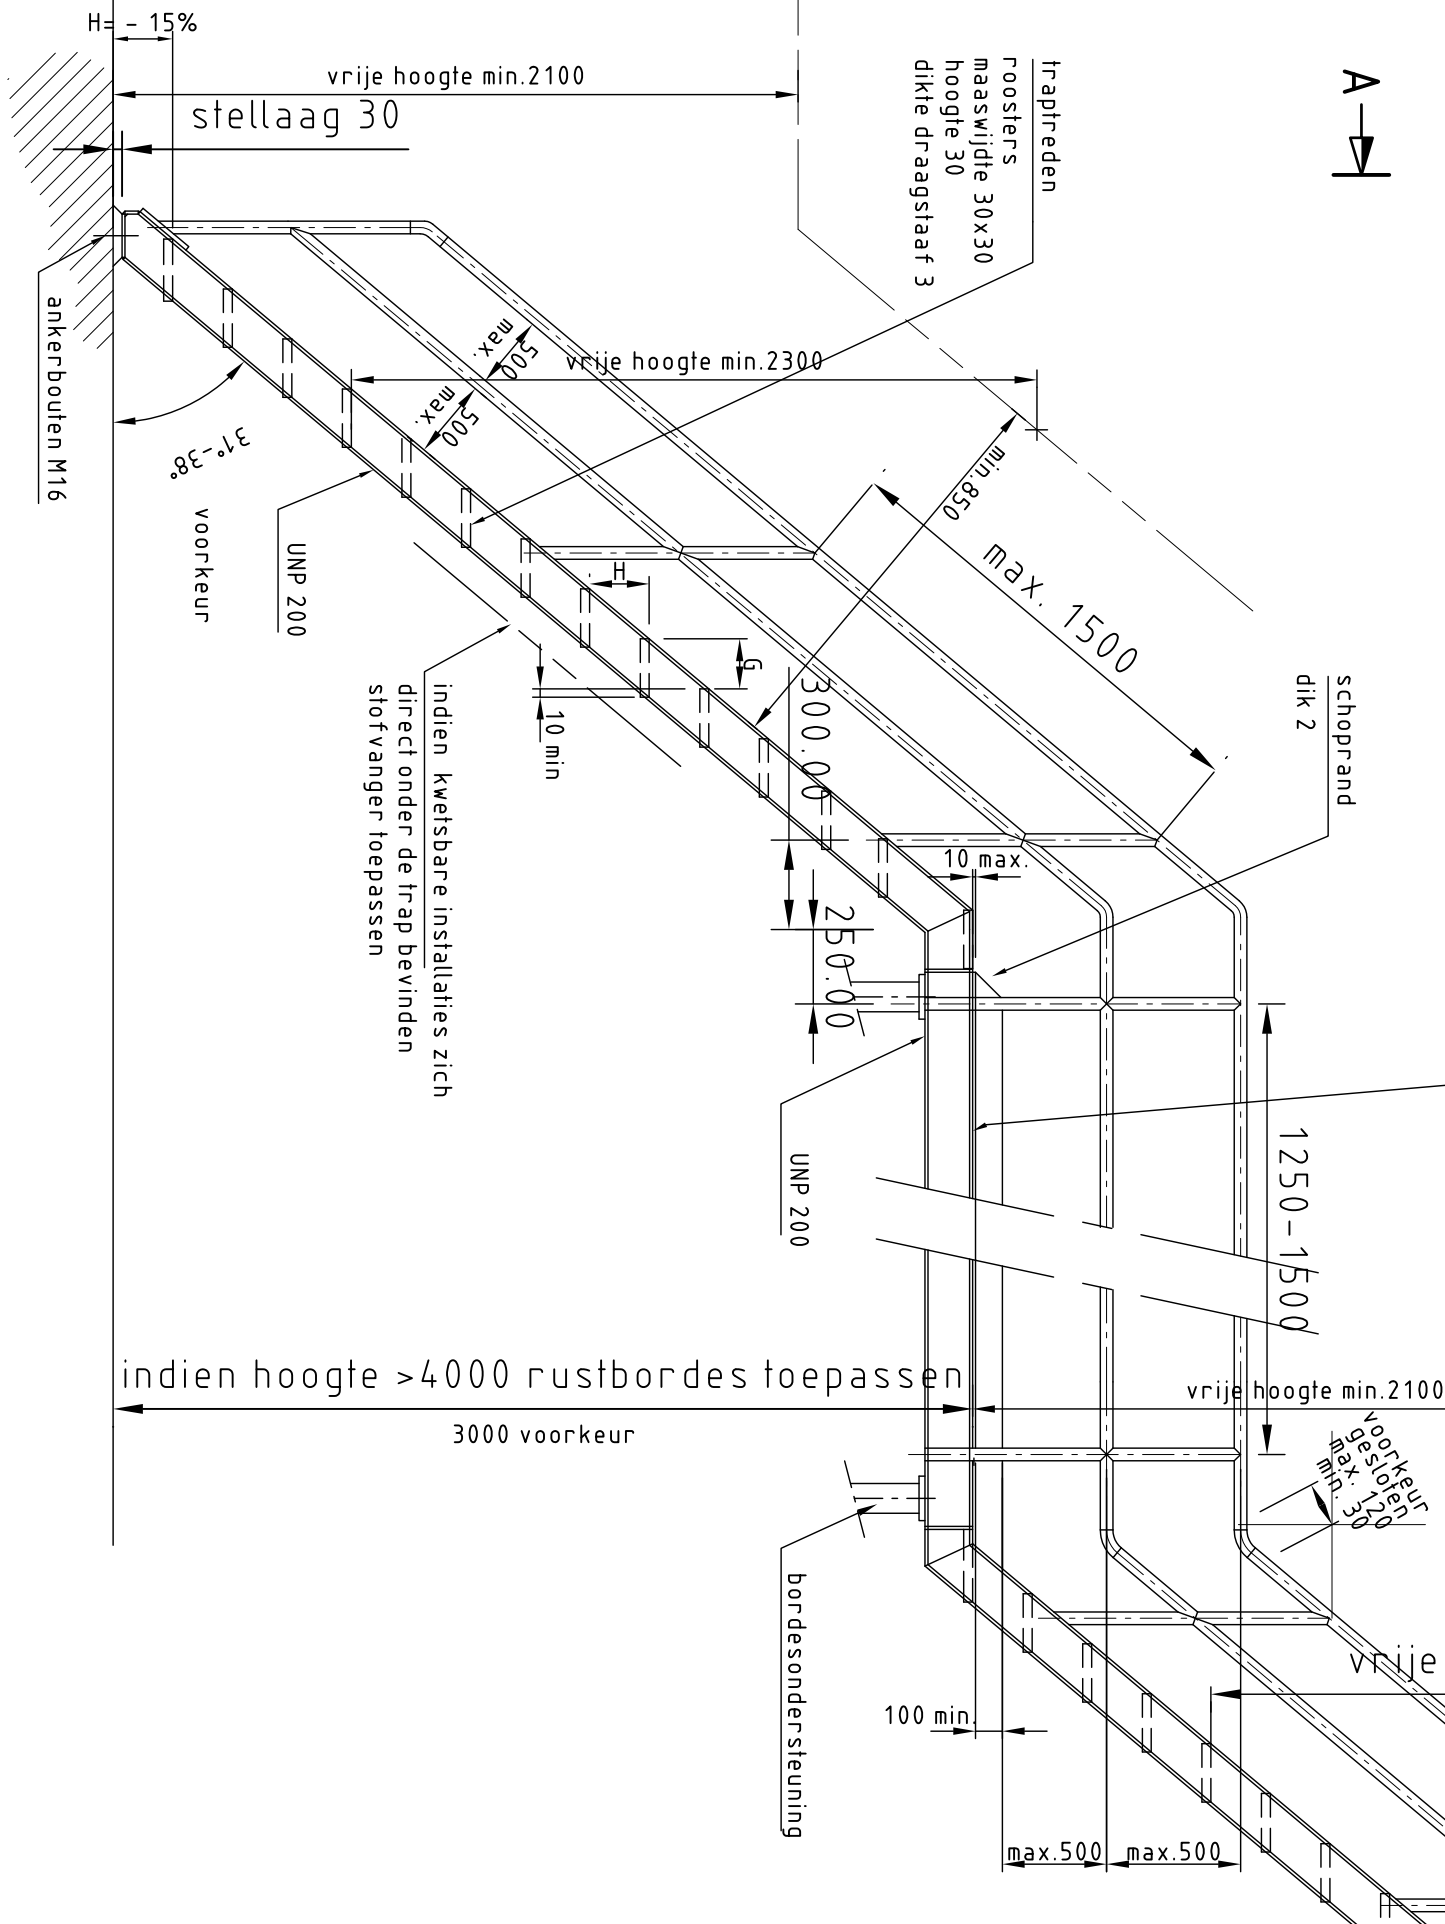 H= - 15%
vrije hoogte min.2100
stellaag 30
traptreden
roosters
maaswijdte 30x30
hoogte 30
dikte draagstaaf 3
A
ankerbouten M16
31°-38°
voorkeur
UNP 200
500
max.
500
max.
vrije hoogte min.2300
min.850
max. 1500
H
G
10 min
300.00
250.00
10 max.
schoprand
dik 2
indien kwetsbare installaties zich
direct onder de trap bevinden
stofvanger toepassen
UNP 200
1250-1500
indien hoogte >4000 rustbordes toepassen
3000 voorkeur
vrije hoogte min.2100
voorkeur
gesloten
max. 120
min. 30
bordesondersteuning
vrije
100 min.
max.500
max.500